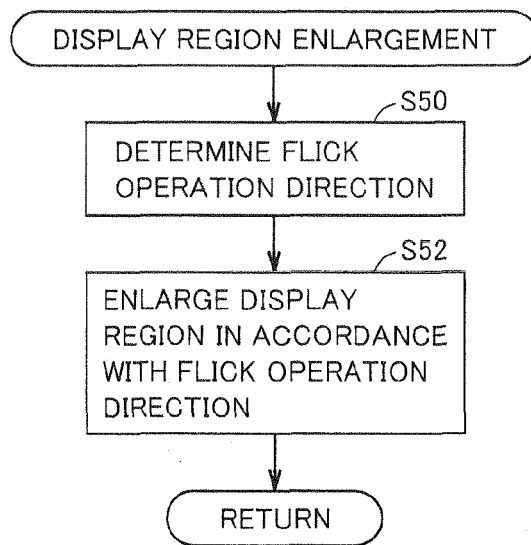 DISPLAY REGION ENLARGEMENT
S50
DETERMINE FLICK
OPERATION DIRECTION
S52
ENLARGE DISPLAY
REGION IN ACCORDANCE
WITH FLICK OPERATION
DIRECTION
RETURN